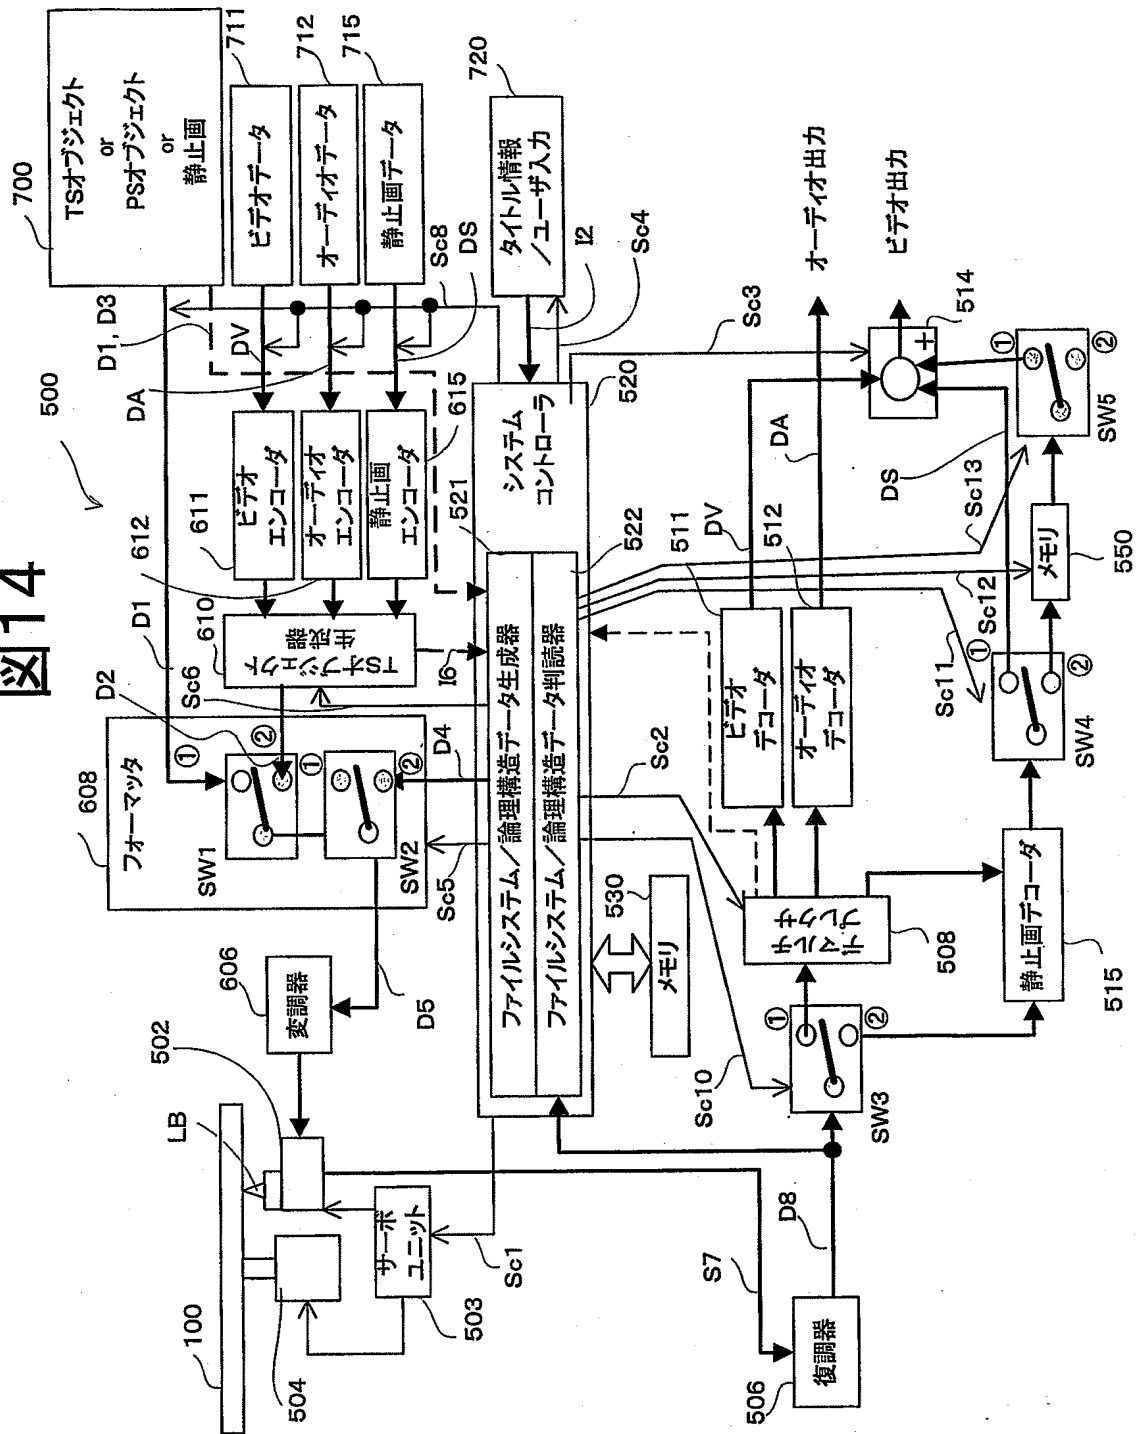 図14
500
700
TSオブジェクト
or
PSオブジェクト
or
静止画
711
ビデオデータ
712
オーディオデータ
715
静止画データ
720
タイトル情報
/ユーザ入力
D1, D3
DV
DA
DS
Sc8
I2
Sc4
Sc3
611
ビデオ
エンコーダ
612
オーディオ
エンコーダ
615
静止画
エンコーダ
610
TSオブジェクト
生成器
I6
Sc6
D1
D2
608
フォーマッタ
①
②
SW1
①
②
SW2
D4
Sc5
D5
606
変調器
502
LB
100
504
503
サーボ
ユニット
Sc1
520
システム
コントローラ
521
ファイルシステム/論理構造データ生成器
522
ファイルシステム/論理構造データ判読器
530
メモリ
S7
506
復調器
D8
Sc10
SW3
①
②
Sc2
508
デマルチ
プレクサ
511
ビデオ
デコーダ
512
オーディオ
デコーダ
515
静止画デコーダ
DV
DA
オーディオ出力
ビデオ出力
514
+
Sc11
Sc12
Sc13
SW4
①
②
DS
550
メモリ
SW5
①
②